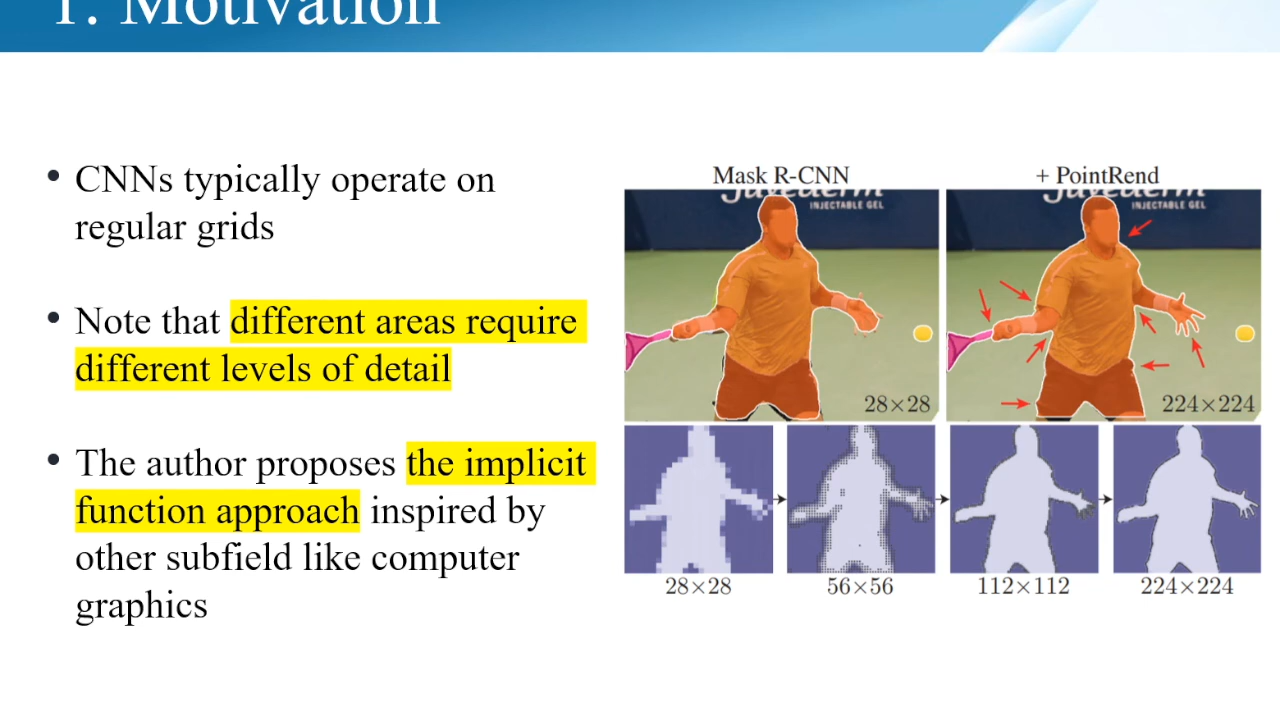 1. Motivation
• CNNs typically operate on
regular grids
• Note that different areas require
different levels of detail
• The author proposes the implicit
function approach inspired by
other subfield like computer
graphics
Mask R-CNN
+ PointRend
INJECTABLE GEL
INJECTABLE GEL
28×28
224×224
28×28
56×56
112×112
224×224